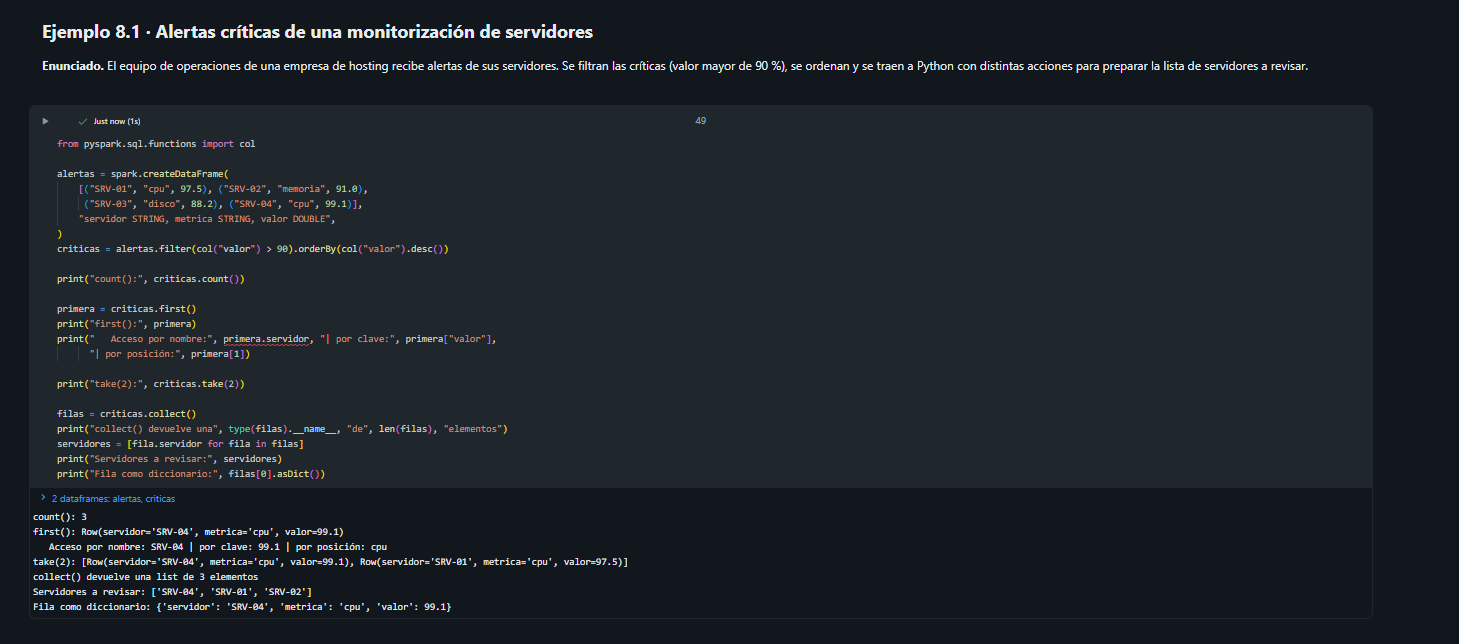 Ejemplo 8.1 · Alertas críticas de una monitorización de servidores
Enunciado. El equipo de operaciones de una empresa de hosting recibe alertas de sus servidores. Se filtran las críticas (valor mayor de 90 %), se ordenan y se traen a Python con distintas acciones para preparar la lista de servidores a revisar.
Just now (1s)
49
from pyspark.sql.functions import col
alertas = spark.createDataFrame(
[("SRV-01", "cpu", 97.5), ("SRV-02", "memoria", 91.0),
("SRV-03", "disco", 88.2), ("SRV-04", "cpu", 99.1)],
"servidor STRING, metrica STRING, valor DOUBLE",
)
criticas = alertas.filter(col("valor") > 90).orderBy(col("valor").desc())
print("count():", criticas.count())
primera = criticas.first()
print("first():", primera)
print("   Acceso por nombre:", primera.servidor, "| por clave:", primera["valor"],
"| por posición:", primera[1])
print("take(2):", criticas.take(2))
filas = criticas.collect()
print("collect() devuelve una", type(filas).__name__, "de", len(filas), "elementos")
servidores = [fila.servidor for fila in filas]
print("Servidores a revisar:", servidores)
print("Fila como diccionario:", filas[0].asDict())
2 dataframes: alertas, criticas
count(): 3
first(): Row(servidor='SRV-04', metrica='cpu', valor=99.1)
Acceso por nombre: SRV-04 | por clave: 99.1 | por posición: cpu
take(2): [Row(servidor='SRV-04', metrica='cpu', valor=99.1), Row(servidor='SRV-01', metrica='cpu', valor=97.5)]
collect() devuelve una list de 3 elementos
Servidores a revisar: ['SRV-04', 'SRV-01', 'SRV-02']
Fila como diccionario: {'servidor': 'SRV-04', 'metrica': 'cpu', 'valor': 99.1}